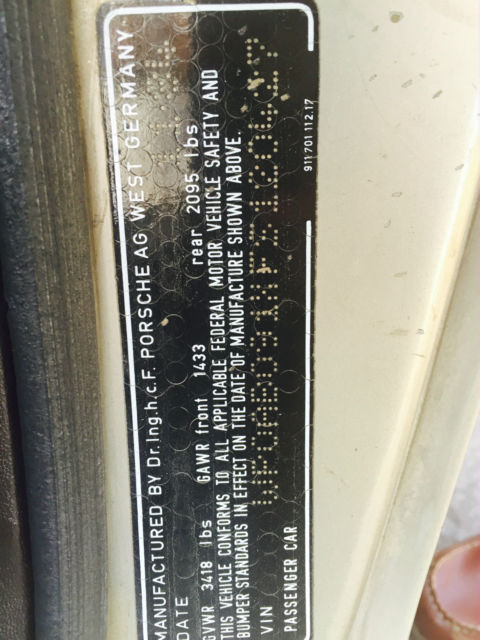 MANUFACTURED BY Dr.Ing.h.c.F. PORSCHE AG WEST GERMANY
DATE
GVWR 3418 lbs GAWR front 1433 rear 2095 lbs
THIS VEHICLE CONFORMS TO ALL APPLICABLE FEDERAL MOTOR VEHICLE SAFETY AND
BUMPER STANDARDS IN EFFECT ON THE DATE OF MANUFACTURE SHOWN ABOVE.
VIN
PASSENGER CAR
911 701 112.17